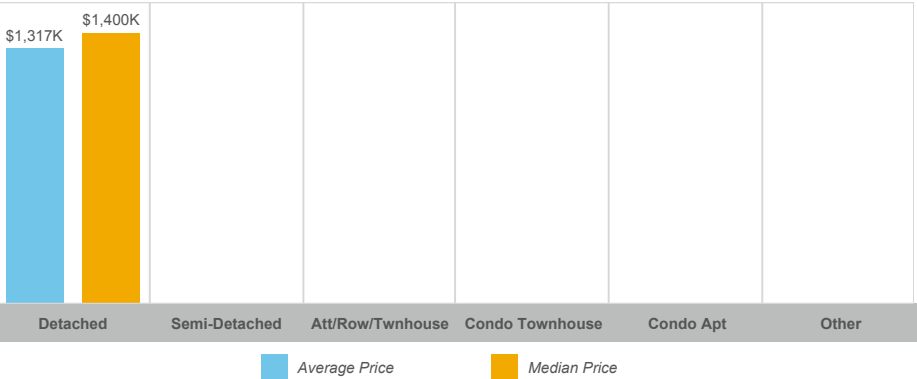 $1,400K
$1,317K
Detached Semi-Detached Att/Row/Twnhouse Condo Townhouse Condo Apt Other
Average Price Median Price